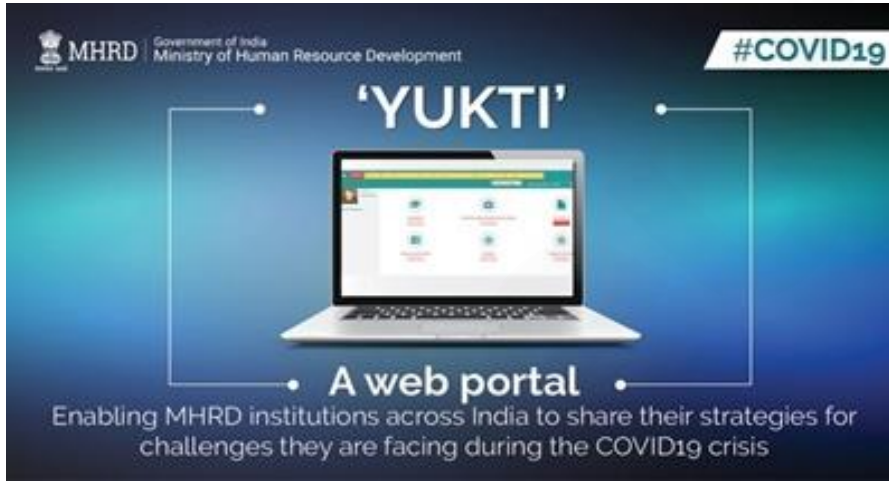 MHRD
Government of India
Ministry of Human Resource Development
#COVID19
‘YUKTI’
A web portal
Enabling MHRD institutions across India to share their strategies for
challenges they are facing during the COVID19 crisis